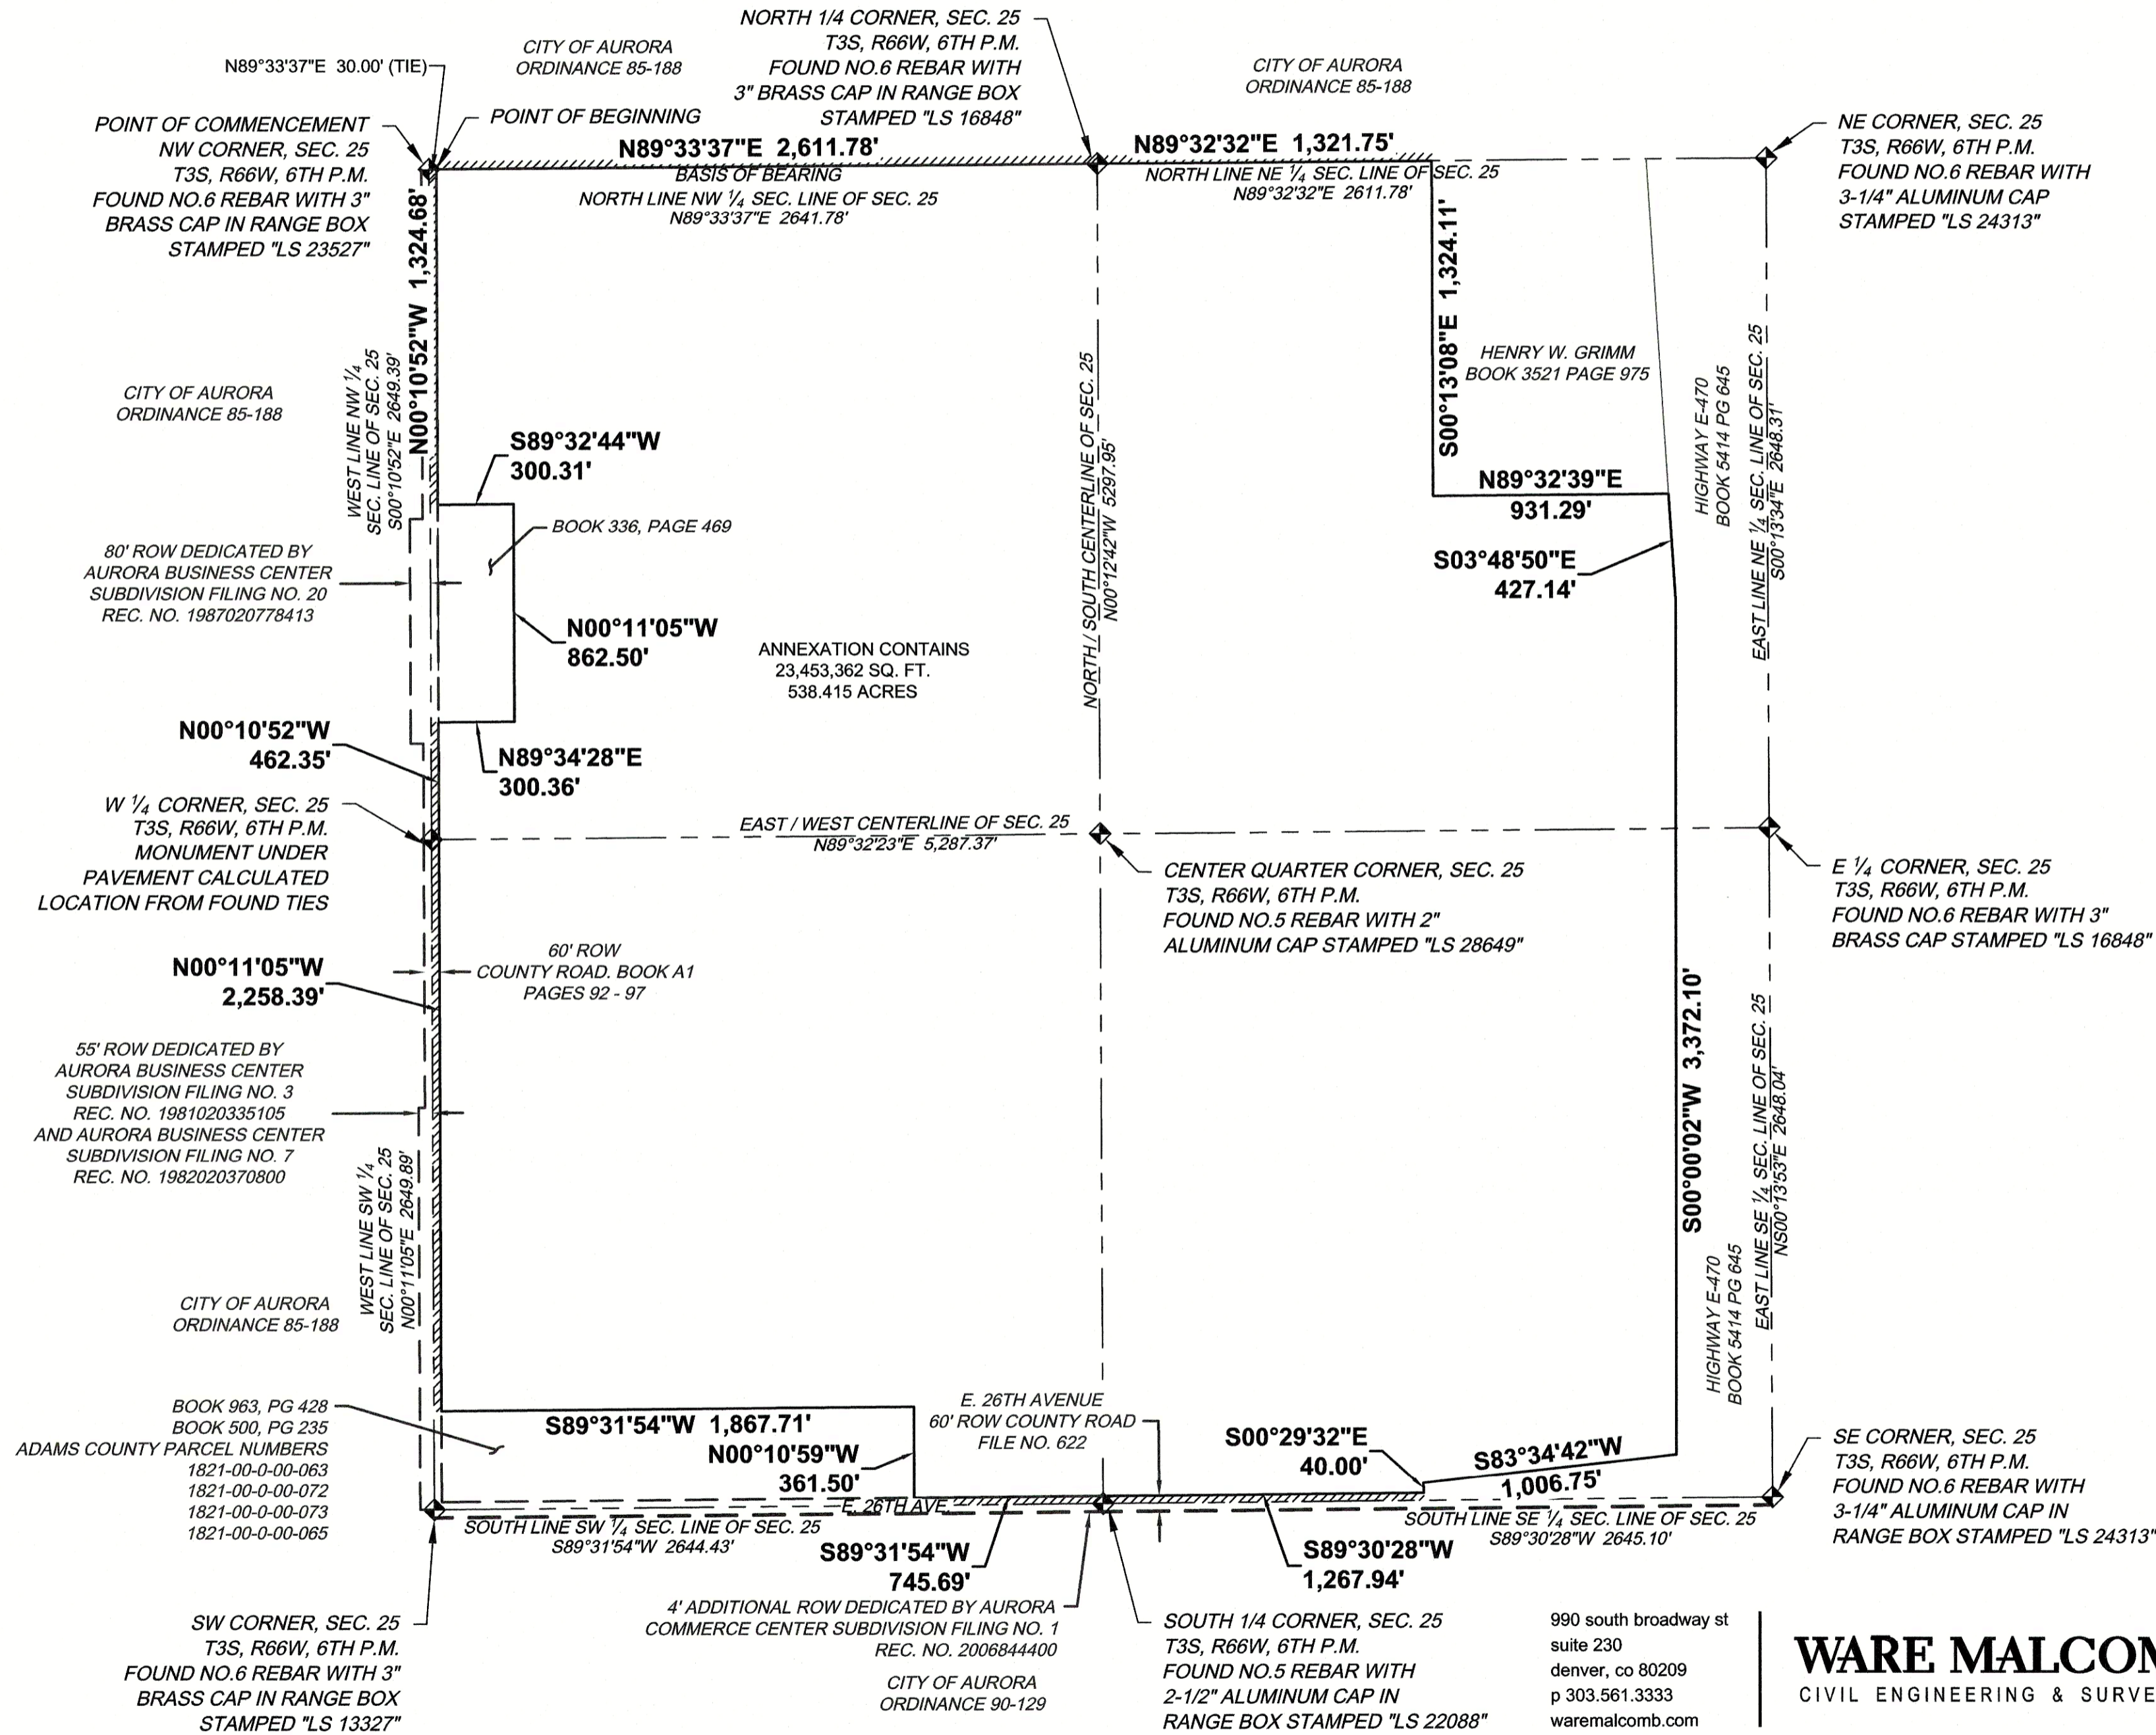 NORTH 1/4 CORNER, SEC. 25
T3S, R66W, 6TH P.M.
FOUND NO.6 REBAR WITH
3" BRASS CAP IN RANGE BOX
STAMPED "LS 16848"
CITY OF AURORA
ORDINANCE 85-188
N89°33'37"E 30.00' (TIE)
CITY OF AURORA
ORDINANCE 85-188
POINT OF COMMENCEMENT
NW CORNER, SEC. 25
T3S, R66W, 6TH P.M.
FOUND NO.6 REBAR WITH 3"
BRASS CAP IN RANGE BOX
STAMPED "LS 23527"
POINT OF BEGINNING
N89°33'37"E 2,611.78'
BASIS OF BEARING
NORTH LINE NW 1/4 SEC. LINE OF SEC. 25
N89°33'37"E 2641.78'
N89°32'32"E 1,321.75'
NORTH LINE NE 1/4 SEC. LINE OF SEC. 25
N89°32'32"E 2611.78'
NE CORNER, SEC. 25
T3S, R66W, 6TH P.M.
FOUND NO.6 REBAR WITH
3-1/4" ALUMINUM CAP
STAMPED "LS 24313"
N00°10'52"W 1,324.68'
WEST LINE NW 1/4
SEC. LINE OF SEC. 25
S00°10'52"E 2649.39'
CITY OF AURORA
ORDINANCE 85-188
S89°32'44"W
300.31'
BOOK 336, PAGE 469
80' ROW DEDICATED BY
AURORA BUSINESS CENTER
SUBDIVISION FILING NO. 20
REC. NO. 1987020778413
N00°11'05"W
862.50'
ANNEXATION CONTAINS
23,453,362 SQ. FT.
538.415 ACRES
NORTH / SOUTH CENTERLINE OF SEC. 25
N00°12'42"W 5297.95'
S00°13'08"E 1,324.11'
HENRY W. GRIMM
BOOK 3521 PAGE 975
N89°32'39"E
931.29'
S03°48'50"E
427.14'
HIGHWAY E-470
BOOK 5414 PG 645
EAST LINE NE 1/4 SEC. LINE OF SEC. 25
S00°13'34"E 2648.31'
N00°10'52"W
462.35'
N89°34'28"E
300.36'
W 1/4 CORNER, SEC. 25
T3S, R66W, 6TH P.M.
MONUMENT UNDER
PAVEMENT CALCULATED
LOCATION FROM FOUND TIES
EAST / WEST CENTERLINE OF SEC. 25
N89°32'23"E 5,287.37'
CENTER QUARTER CORNER, SEC. 25
T3S, R66W, 6TH P.M.
FOUND NO.5 REBAR WITH 2"
ALUMINUM CAP STAMPED "LS 28649"
E 1/4 CORNER, SEC. 25
T3S, R66W, 6TH P.M.
FOUND NO.6 REBAR WITH 3"
BRASS CAP STAMPED "LS 16848"
N00°11'05"W
2,258.39'
60' ROW
COUNTY ROAD. BOOK A1
PAGES 92 - 97
55' ROW DEDICATED BY
AURORA BUSINESS CENTER
SUBDIVISION FILING NO. 3
REC. NO. 1981020335105
AND AURORA BUSINESS CENTER
SUBDIVISION FILING NO. 7
REC. NO. 1982020370800
WEST LINE SW 1/4
SEC. LINE OF SEC. 25
N00°11'05"E 2649.89'
S00°00'02"W 3,372.10'
EAST LINE SE 1/4 SEC. LINE OF SEC. 25
NS00°13'53"E 2648.04'
HIGHWAY E-470
BOOK 5414 PG 645
CITY OF AURORA
ORDINANCE 85-188
BOOK 963, PG 428
BOOK 500, PG 235
ADAMS COUNTY PARCEL NUMBERS
1821-00-0-00-063
1821-00-0-00-072
1821-00-0-00-073
1821-00-0-00-065
S89°31'54"W 1,867.71'
N00°10'59"W
361.50'
E. 26TH AVENUE
60' ROW COUNTY ROAD
FILE NO. 622
S00°29'32"E
40.00'
S83°34'42"W
1,006.75'
SE CORNER, SEC. 25
T3S, R66W, 6TH P.M.
FOUND NO.6 REBAR WITH
3-1/4" ALUMINUM CAP IN
RANGE BOX STAMPED "LS 24313"
E. 26TH AVE
SOUTH LINE SW 1/4 SEC. LINE OF SEC. 25
S89°31'54"W 2644.43'
SOUTH LINE SE 1/4 SEC. LINE OF SEC. 25
S89°30'28"W 2645.10'
S89°31'54"W
745.69'
S89°30'28"W
1,267.94'
4' ADDITIONAL ROW DEDICATED BY AURORA
COMMERCE CENTER SUBDIVISION FILING NO. 1
REC. NO. 2006844400
CITY OF AURORA
ORDINANCE 90-129
SW CORNER, SEC. 25
T3S, R66W, 6TH P.M.
FOUND NO.6 REBAR WITH 3"
BRASS CAP IN RANGE BOX
STAMPED "LS 13327"
SOUTH 1/4 CORNER, SEC. 25
T3S, R66W, 6TH P.M.
FOUND NO.5 REBAR WITH
2-1/2" ALUMINUM CAP IN
RANGE BOX STAMPED "LS 22088"
990 south broadway st
suite 230
denver, co 80209
p 303.561.3333
waremalcomb.com
WARE MALCOM
CIVIL ENGINEERING & SURVE